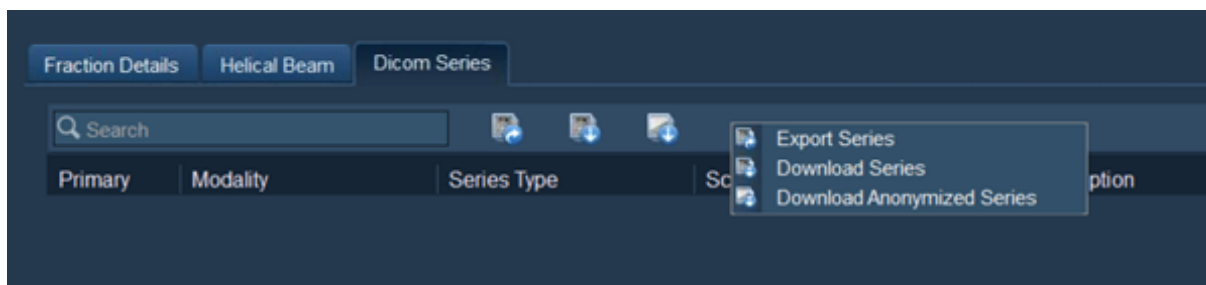 Fraction Details Helical Beam Dicom Series
Search
Export Series
Download Series
Download Anonymized Series
Primary Modality Series Type